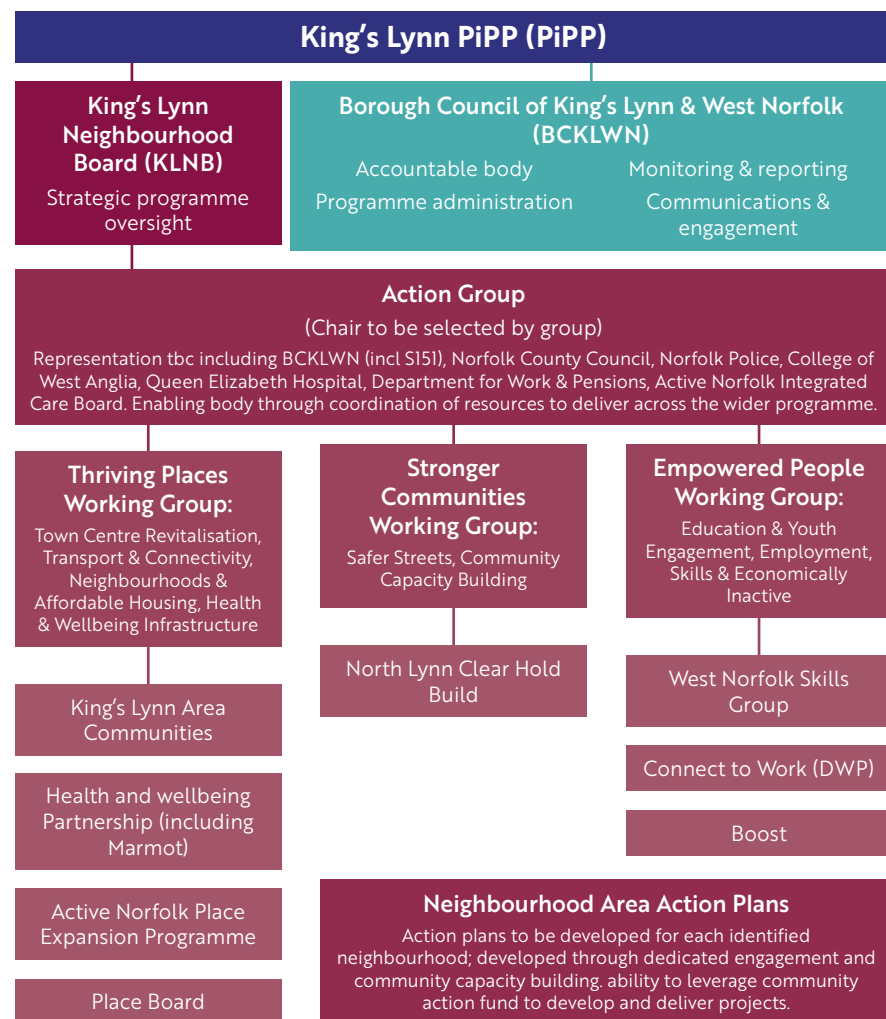 King's Lynn PiPP (PiPP)
King's Lynn
Neighbourhood
Board (KLNB)
Strategic programme
oversight
Borough Council of King's Lynn & West Norfolk
(BCKLWN)
Accountable body
Programme administration
Monitoring & reporting
Communications &
engagement
Action Group
(Chair to be selected by group)
Representation tbc including BCKLWN (incl S151), Norfolk County Council, Norfolk Police, College of
West Anglia, Queen Elizabeth Hospital, Department for Work & Pensions, Active Norfolk Integrated
Care Board. Enabling body through coordination of resources to deliver across the wider programme.
Thriving Places
Working Group:
Town Centre Revitalisation,
Transport & Connectivity,
Neighbourhoods &
Affordable Housing, Health
& Wellbeing Infrastructure
King's Lynn Area
Communities
Health and wellbeing
Partnership (including
Marmot)
Active Norfolk Place
Expansion Programme
Place Board
Stronger
Communities
Working Group:
Safer Streets, Community
Capacity Building
North Lynn Clear Hold
Build
Empowered People
Working Group:
Education & Youth
Engagement, Employment,
Skills & Economically
Inactive
West Norfolk Skills
Group
Connect to Work (DWP)
Boost
Neighbourhood Area Action Plans
Action plans to be developed for each identified
neighbourhood; developed through dedicated engagement and
community capacity building. ability to leverage community
action fund to develop and deliver projects.